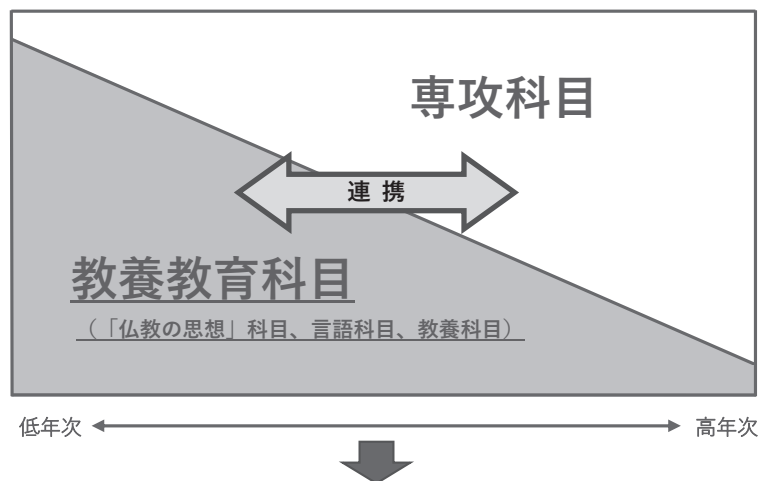 専攻科目
連 携
教養教育科目
（「仏教の思想」科目、言語科目、教養科目）
低年次
高年次